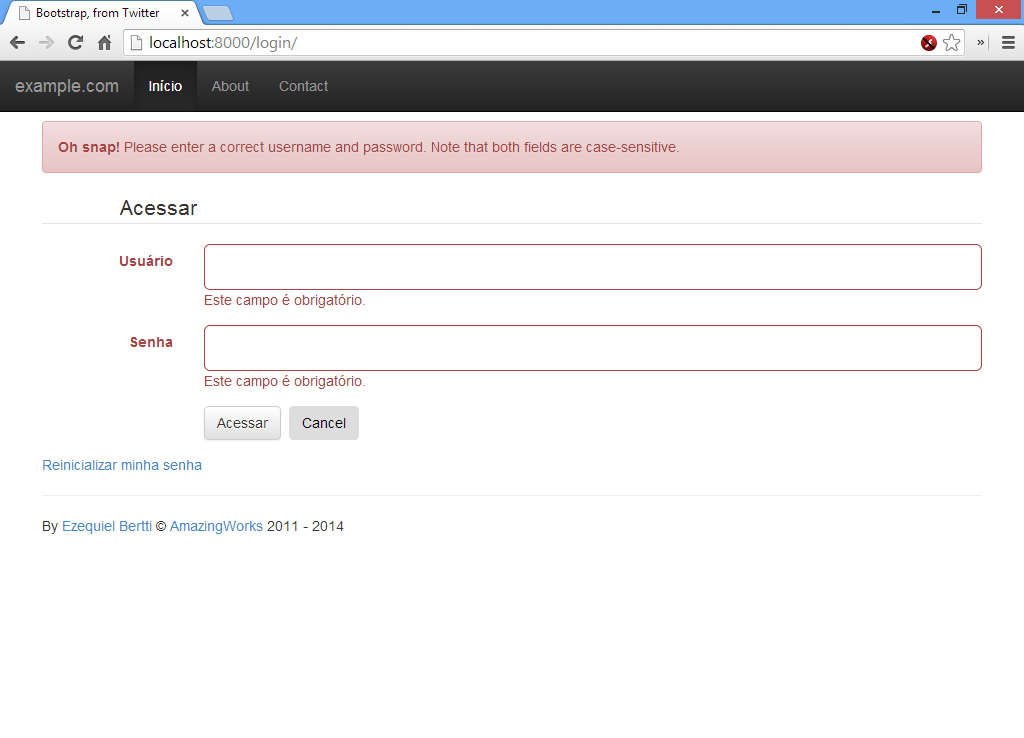 Bootstrap, from Twitter
localhost:8000/login/
example.com Início About Contact
Oh snap! Please enter a correct username and password. Note that both fields are case-sensitive.
Acessar
Usuário
Este campo é obrigatório.
Senha
Este campo é obrigatório.
Acessar Cancel
Reinicializar minha senha
By Ezequiel Bertti © AmazingWorks 2011 - 2014